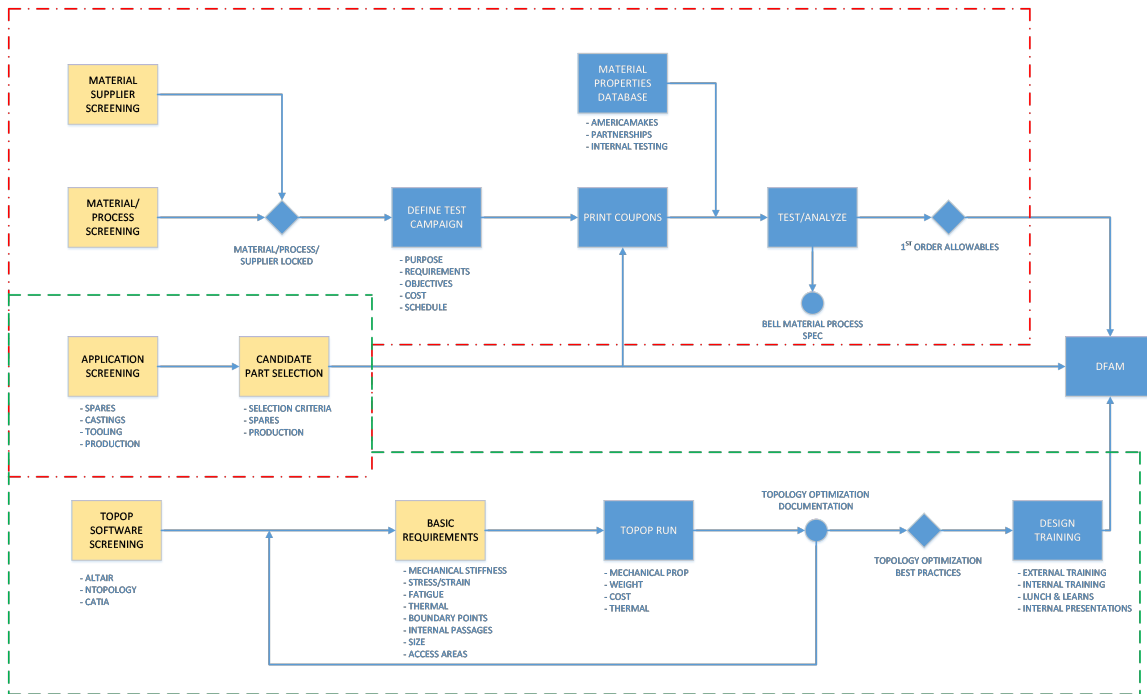 MATERIAL
SUPPLIER
SCREENING
MATERIAL
PROPERTIES
DATABASE
- AMERICAMAKES
- PARTNERSHIPS
- INTERNAL TESTING
MATERIAL/
PROCESS
SCREENING
MATERIAL/PROCESS/
SUPPLIER LOCKED
DEFINE TEST
CAMPAIGN
- PURPOSE
- REQUIREMENTS
- OBJECTIVES
- COST
- SCHEDULE
PRINT COUPONS
TEST/ANALYZE
BELL MATERIAL PROCESS
SPEC
1ST ORDER ALLOWABLES
APPLICATION
SCREENING
- SPARES
- CASTINGS
- TOOLING
- PRODUCTION
CANDIDATE
PART SELECTION
- SELECTION CRITERIA
- SPARES
- PRODUCTION
DFAM
TOPOP
SOFTWARE
SCREENING
- ALTAIR
- NTOPOLOGY
- CATIA
BASIC
REQUIREMENTS
- MECHANICAL STIFFNESS
- STRESS/STRAIN
- FATIGUE
- THERMAL
- BOUNDARY POINTS
- INTERNAL PASSAGES
- SIZE
- ACCESS AREAS
TOPOP RUN
- MECHANICAL PROP
- WEIGHT
- COST
- THERMAL
TOPOLOGY OPTIMIZATION
DOCUMENTATION
TOPOLOGY OPTIMIZATION
BEST PRACTICES
DESIGN
TRAINING
- EXTERNAL TRAINING
- INTERNAL TRAINING
- LUNCH & LEARNS
- INTERNAL PRESENTATIONS